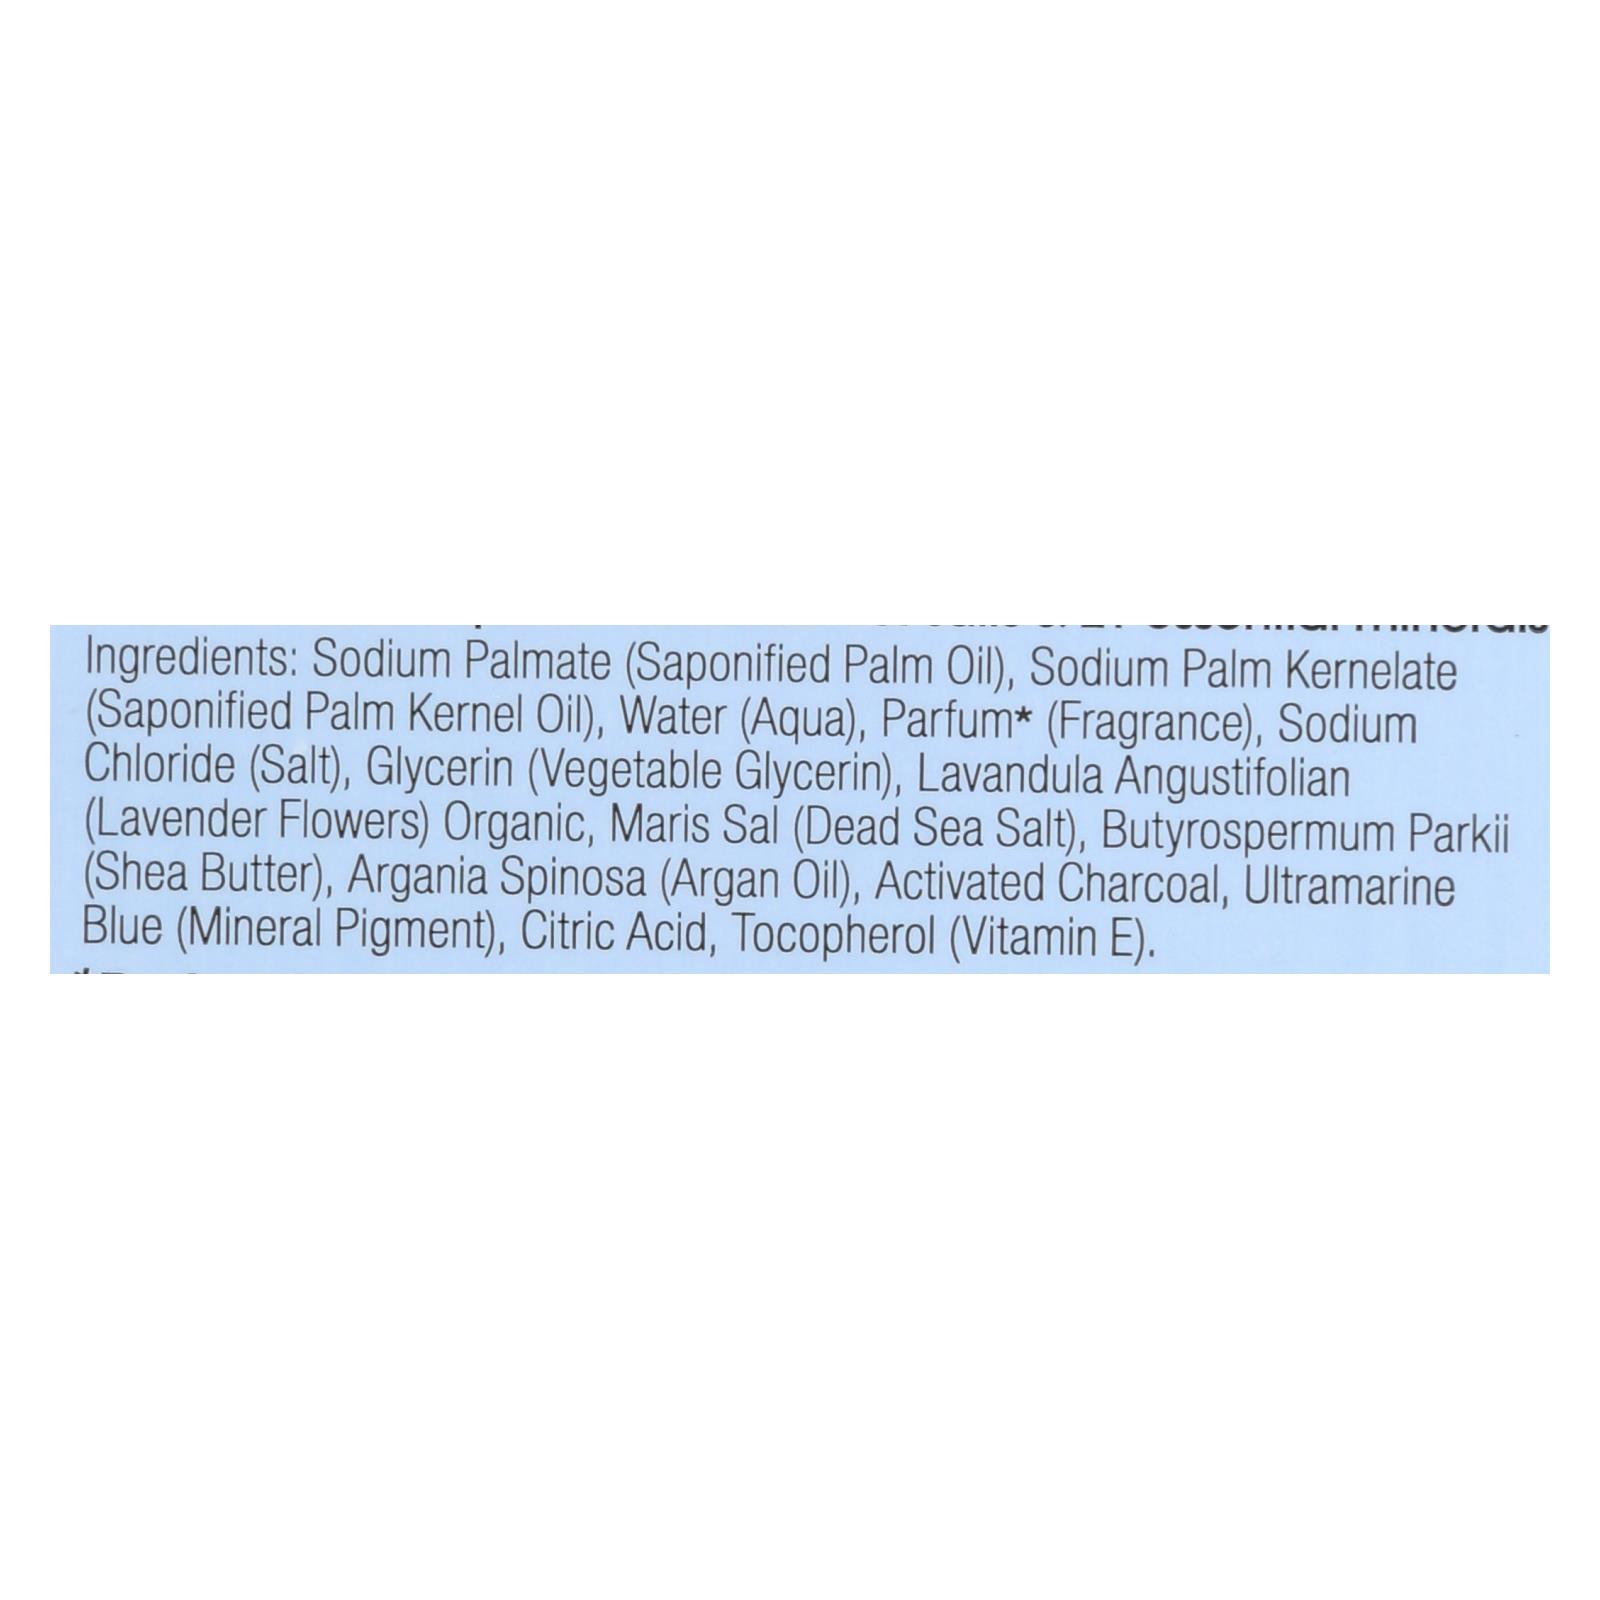 essential minerals
Ingredients: Sodium Palmate (Saponified Palm Oil), Sodium Palm Kernelate
(Saponified Palm Kernel Oil), Water (Aqua), Parfum* (Fragrance), Sodium
Chloride (Salt), Glycerin (Vegetable Glycerin), Lavandula Angustifolian
(Lavender Flowers) Organic, Maris Sal (Dead Sea Salt), Butyrospermum Parkii
(Shea Butter), Argania Spinosa (Argan Oil), Activated Charcoal, Ultramarine
Blue (Mineral Pigment), Citric Acid, Tocopherol (Vitamin E).